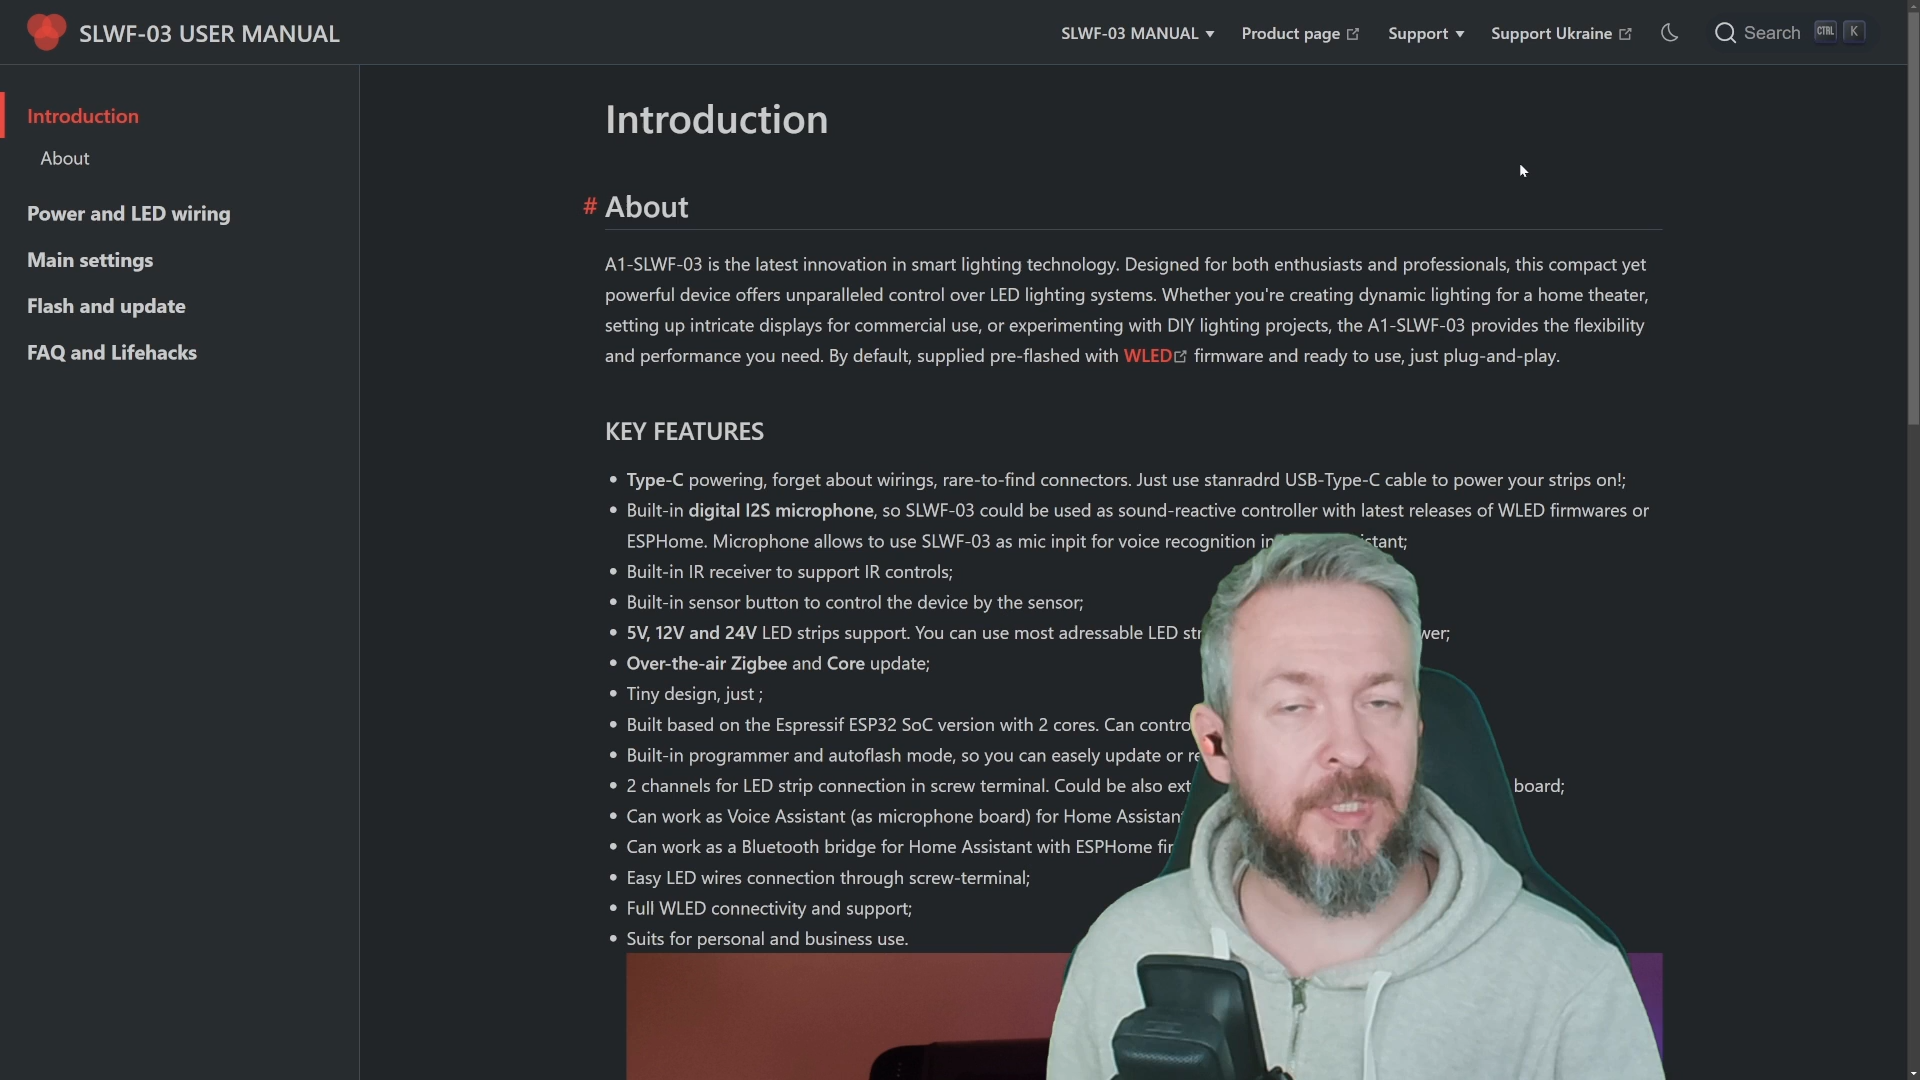 SLWF-03 USER MANUAL
SLWF-03 MANUAL
Product page
Support
Support Ukraine
Search
CTRL
K
Introduction
About
Power and LED wiring
Main settings
Flash and update
FAQ and Lifehacks
Introduction
# About
A1-SLWF-03 is the latest innovation in smart lighting technology. Designed for both enthusiasts and professionals, this compact yet
powerful device offers unparalleled control over LED lighting systems. Whether you're creating dynamic lighting for a home theater,
setting up intricate displays for commercial use, or experimenting with DIY lighting projects, the A1-SLWF-03 provides the flexibility
and performance you need. By default, supplied pre-flashed with WLED firmware and ready to use, just plug-and-play.
KEY FEATURES
• Type-C powering, forget about wirings, rare-to-find connectors. Just use stanradrd USB-Type-C cable to power your strips on!;
• Built-in digital I2S microphone, so SLWF-03 could be used as sound-reactive controller with latest releases of WLED firmwares or
ESPHome. Microphone allows to use SLWF-03 as mic inpit for voice recognition
• Built-in IR receiver to support IR controls;
• Built-in sensor button to control the device by the sensor;
• 5V, 12V and 24V LED strips support. You can use most adressable LED
• Over-the-air Zigbee and Core update;
• Tiny design, just ;
• Built based on the Espressif ESP32 SoC version with 2 cores. Can
• Built-in programmer and autoflash mode, so you can easely update or
• 2 channels for LED strip connection in screw terminal. Could be also board;
• Can work as Voice Assistant (as microphone board) for Home Assistant
• Can work as a Bluetooth bridge for Home Assistant with ESPHome
• Easy LED wires connection through screw-terminal;
• Full WLED connectivity and support;
• Suits for personal and business use.